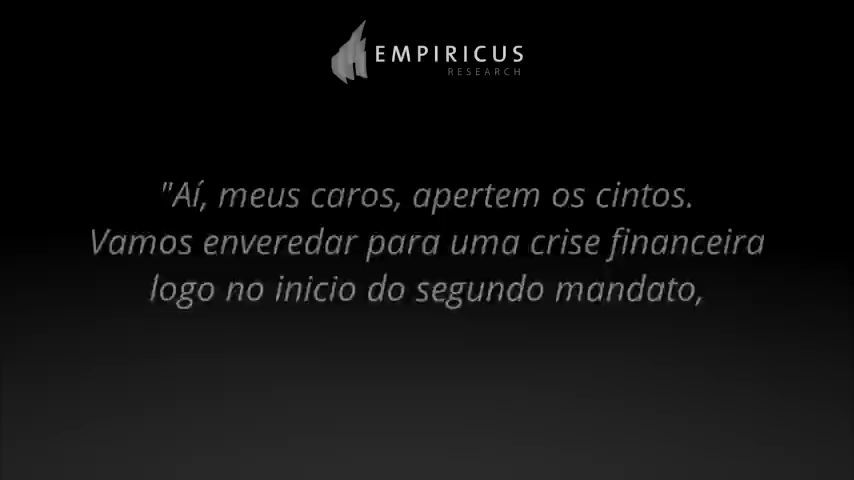 EMPIRICUS
RESEARCH
"Aí, meus caros, apertem os cintos.
Vamos enveredar para uma crise financeira
logo no inicio do segundo mandato,